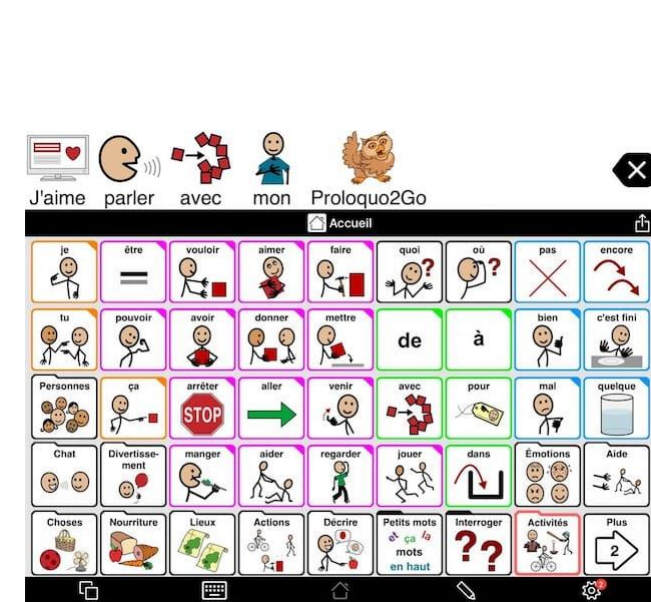 J'aime parler avec mon Proloquo2Go
Accueil
je être vouloir aimer faire quoi où pas encore
tu pouvoir avoir donner mettre de à bien c'est fini
Personnes ça arrêter aller venir avec pour mal quelque
STOP
Chat Divertisse-
ment
manger aider regarder jouer dans Émotions Aide
Choses Nourriture Lieux Actions Décrire Petits mots Interroger Activités Plus
et ça la
mots
en haut
2
2